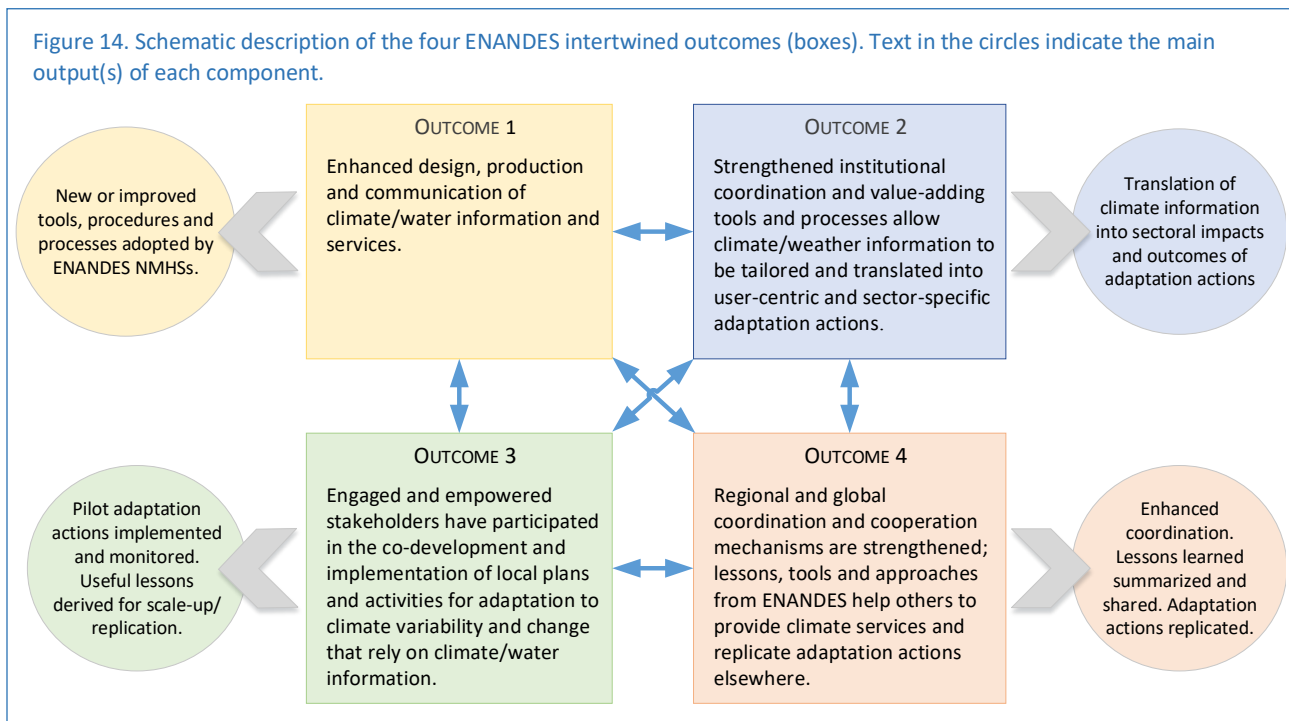 Figure 14. Schematic description of the four ENANDES intertwined outcomes (boxes). Text in the circles indicate the main
output(s) of each component.
New or improved
tools, procedures and
processes adopted by
ENANDES NMHSs.
OUTCOME 1
Enhanced design, production
and communication of
climate/water information and
services.
OUTCOME 2
Strengthened institutional
coordination and value-adding
tools and processes allow
climate/weather information to
be tailored and translated into
user-centric and sector-specific
adaptation actions.
Translation of
climate information
into sectoral impacts
and outcomes of
adaptation actions
Pilot adaptation
actions implemented
and monitored.
Useful lessons
derived for scale-up/
replication.
OUTCOME 3
Engaged and empowered
stakeholders have participated
in the co-development and
implementation of local plans
and activities for adaptation to
climate variability and change
that rely on climate/water
information.
OUTCOME 4
Regional and global
coordination and cooperation
mechanisms are strengthened;
lessons, tools and approaches
from ENANDES help others to
provide climate services and
replicate adaptation actions
elsewhere.
Enhanced
coordination.
Lessons learned
summarized and
shared. Adaptation
actions replicated.